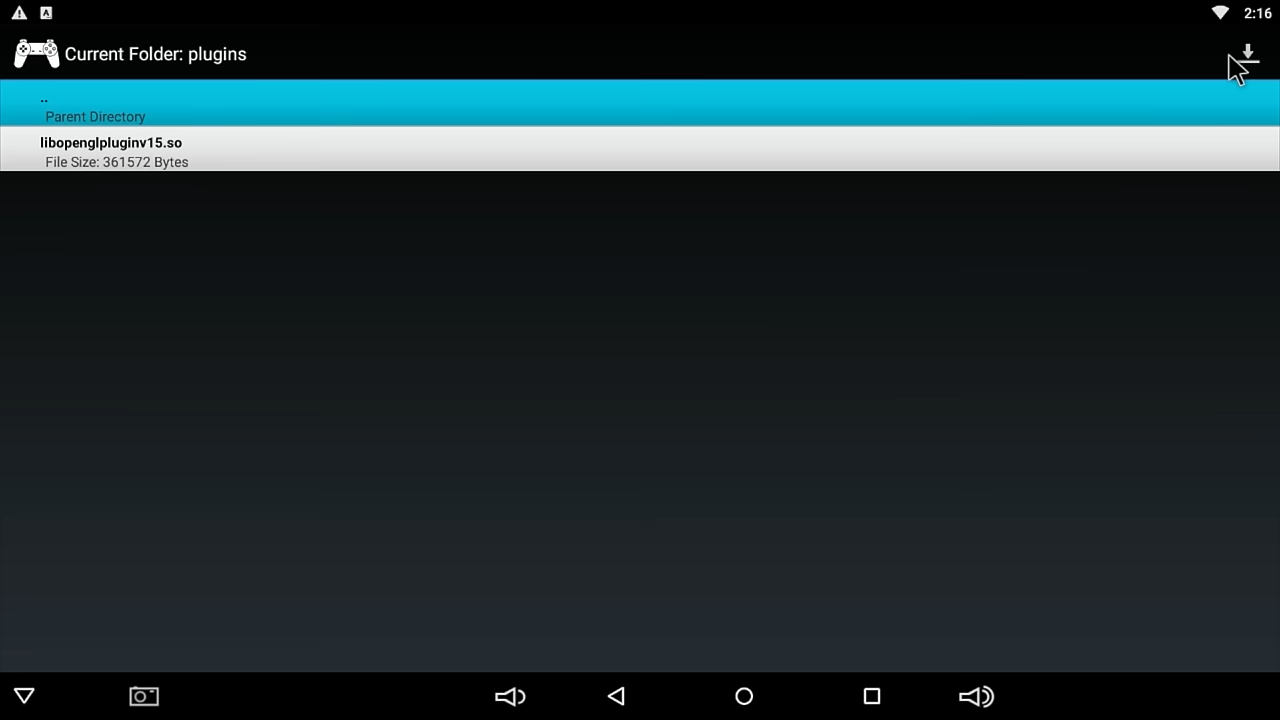 A
2:16
Current Folder: plugins
..
Parent Directory
libopenglpluginv15.so
File Size: 361572 Bytes